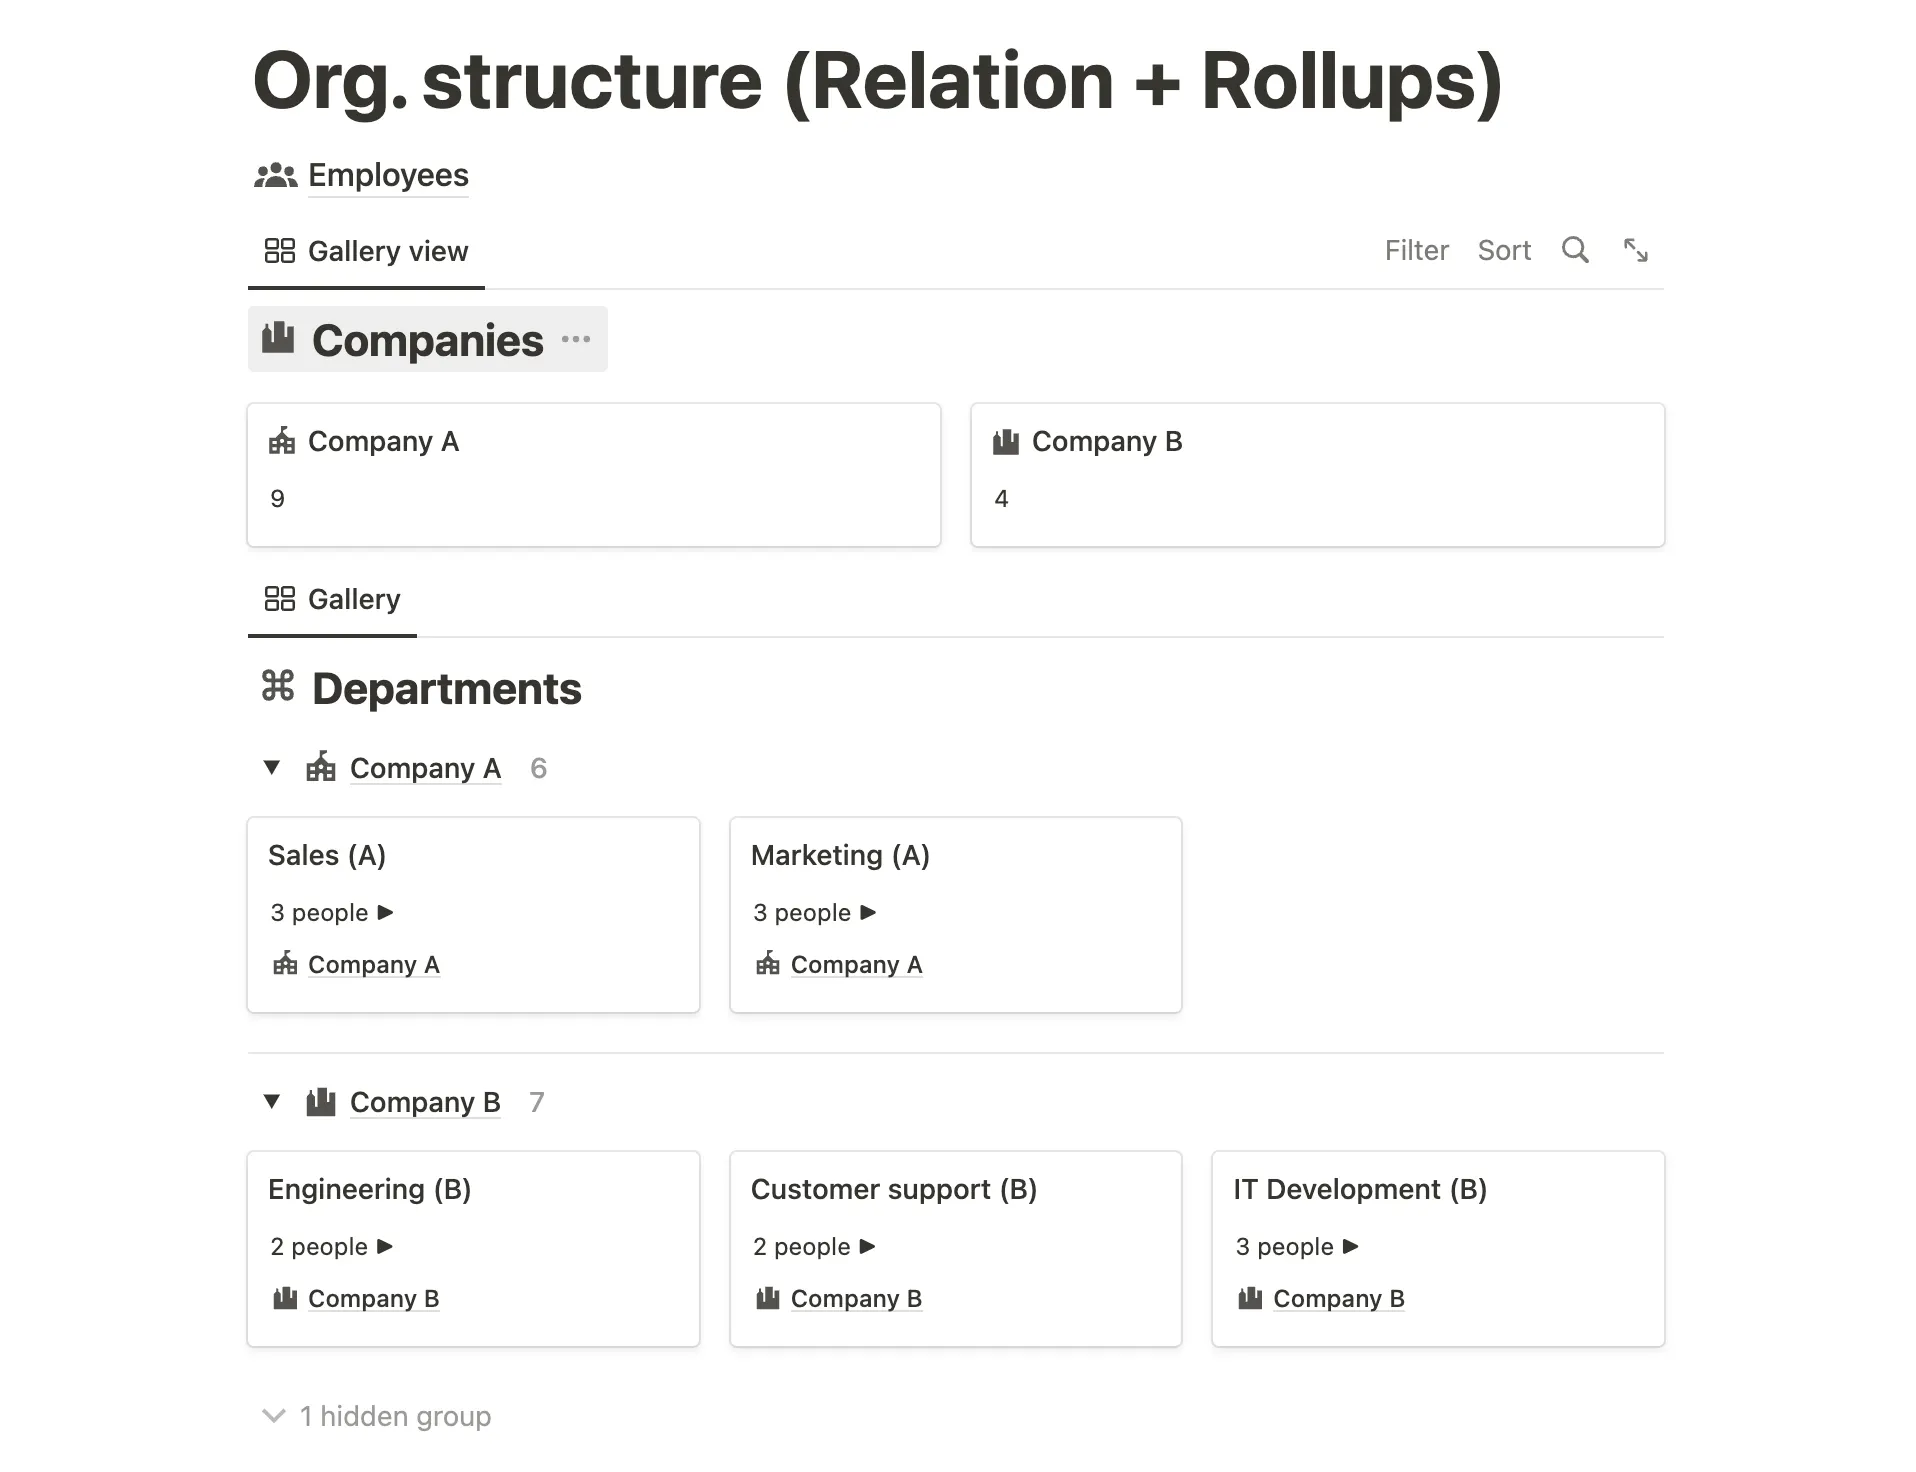 Org. structure (Relation + Rollups)
Employees
Gallery view
Filter Sort
Companies ...
Company A
9
Company B
4
Gallery
Departments
Company A 6
Sales (A)
3 people
Company A
Marketing (A)
3 people
Company A
Company B 7
Engineering (B)
2 people
Company B
Customer support (B)
2 people
Company B
IT Development (B)
3 people
Company B
1 hidden group